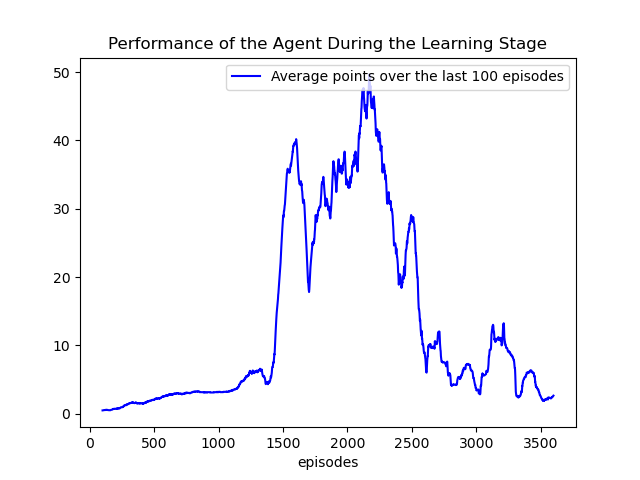 Performance of the Agent During the Learning Stage
Average points over the last 100 episodes
50
40
30
20
10
0
0 500 1000 1500 2000 2500 3000 3500
episodes